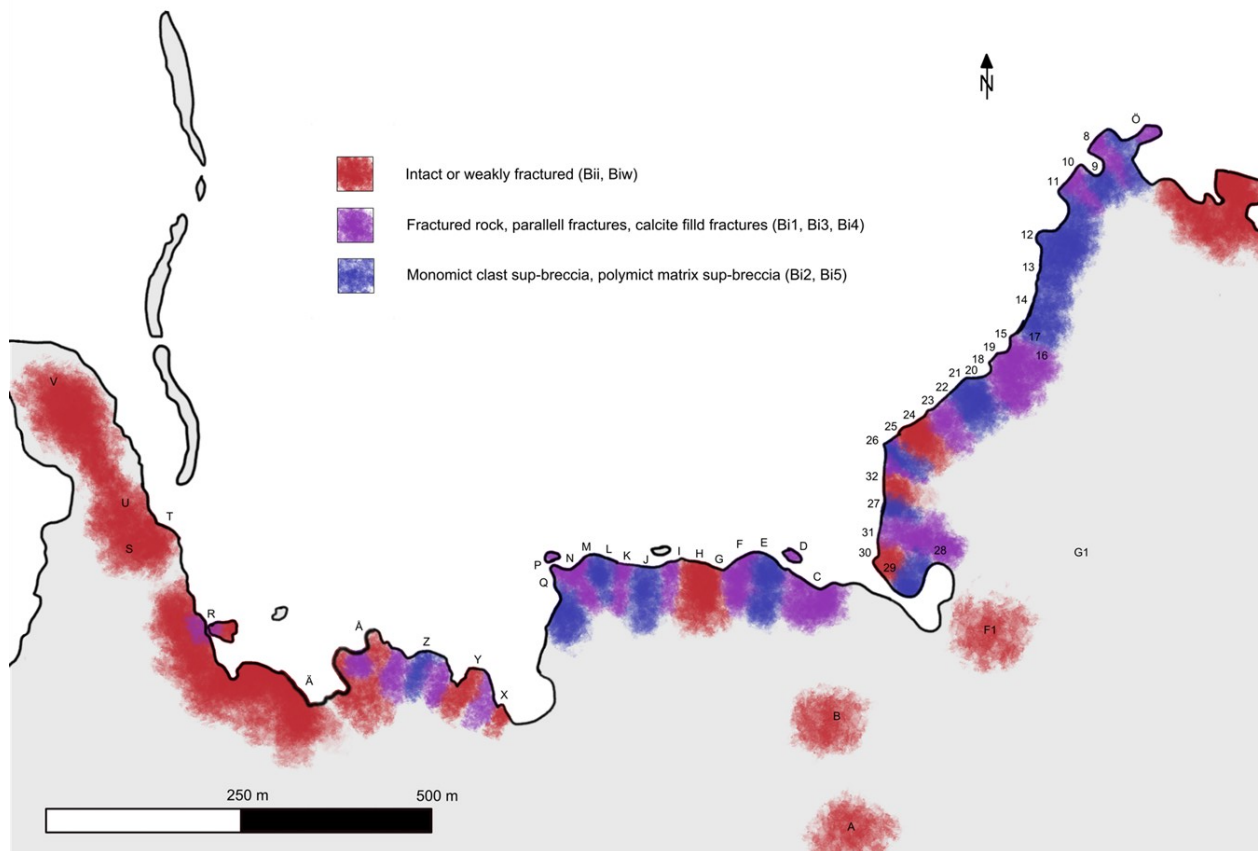 N
Ö
8
10
9
11
Intact or weakly fractured (Bii, Biw)
Fractured rock, parallell fractures, calcite filld fractures (Bi1, Bi3, Bi4)
12
Monomict clast sup-breccia, polymict matrix sup-breccia (Bi2, Bi5)
13
14
15
17
19
16
18
20
21
V
22
23
24
25
26
32
U
27
T
31
S
M
L
K
J
I
H
G
F
E
D
30
28
G1
P
N
29
Q
C
R
Å
Z
F1
Y
Ä
X
B
250 m
500 m
A